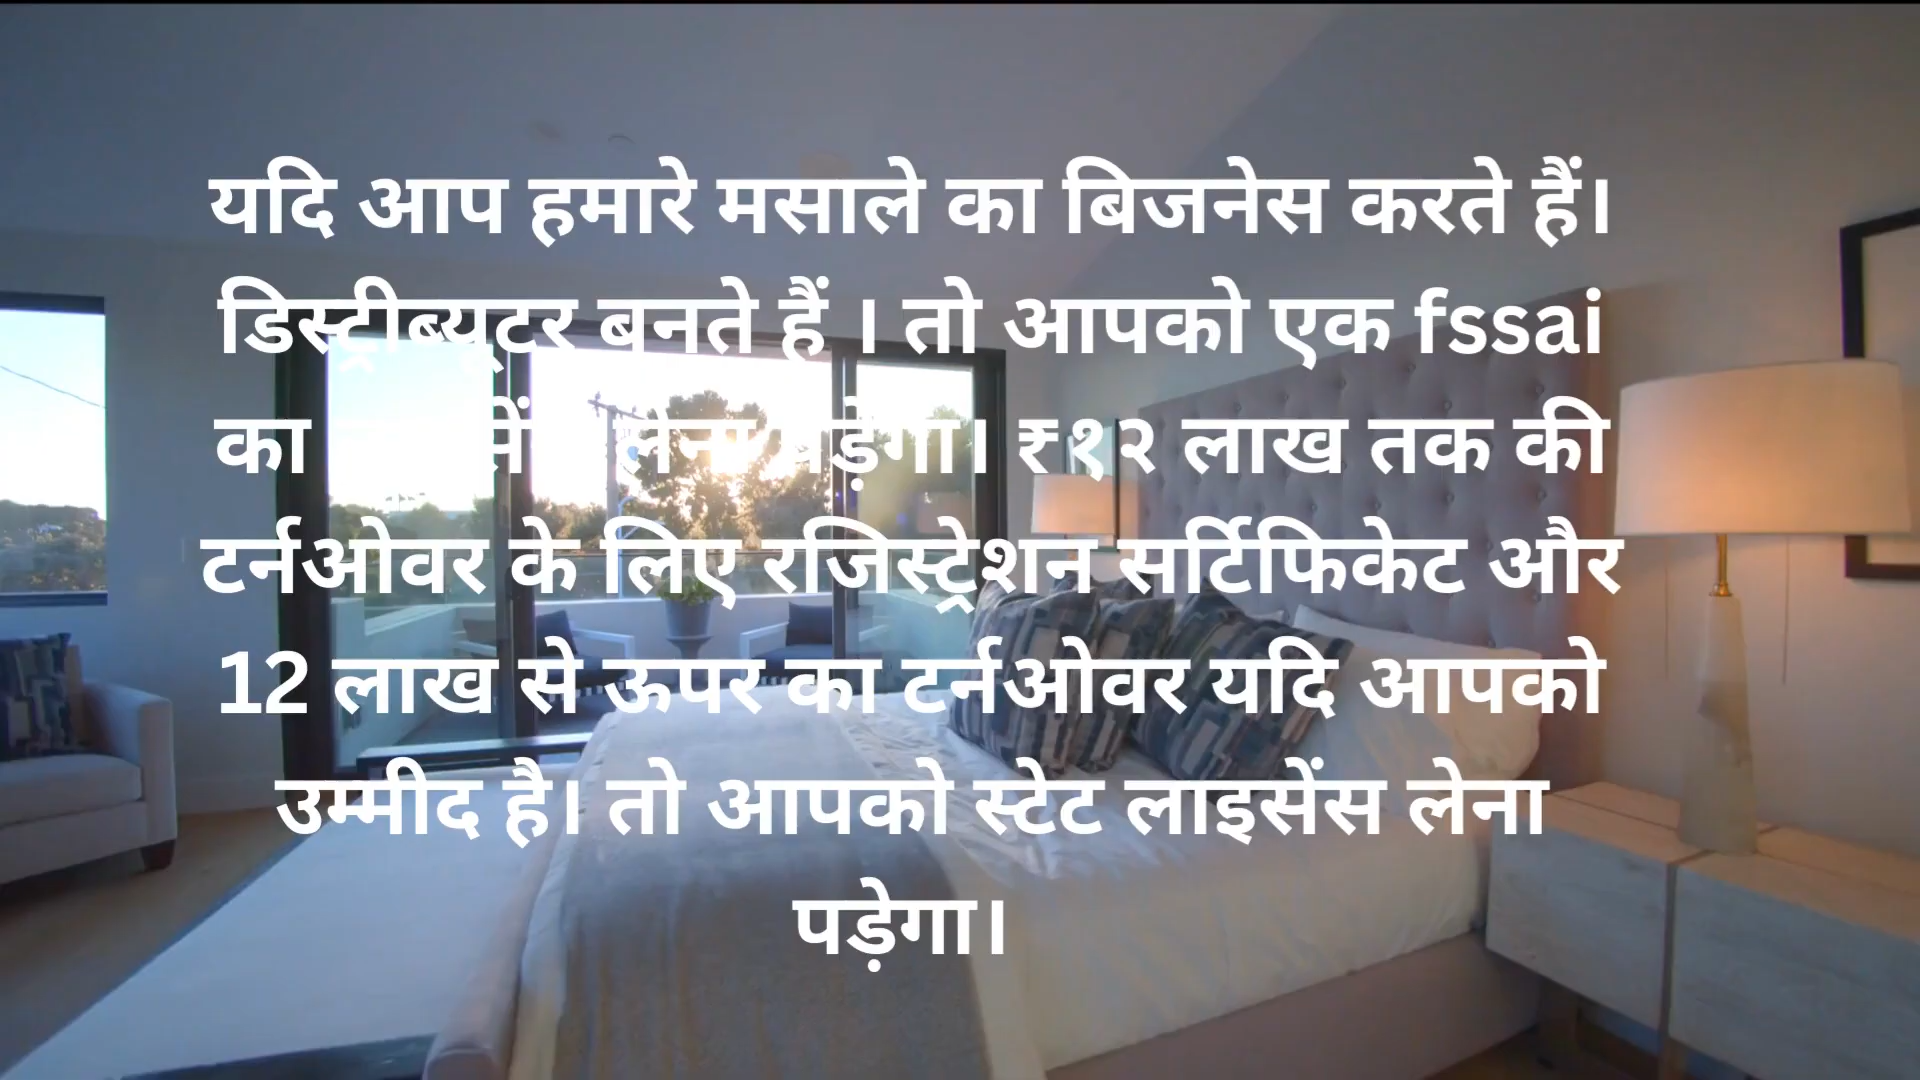 यदि आप हमारे मसाले का बिजनेस करते हैं।
डिस्ट्रीब्यूटर बनते हैं । तो आपको एक fssai
का लेना पड़ेगा। ₹१२ लाख तक की
टर्नओवर के लिए रजिस्ट्रेशन सर्टिफिकेट और
12 लाख से ऊपर का टर्नओवर यदि आपको
उम्मीद है। तो आपको स्टेट लाइसेंस लेना
पड़ेगा।